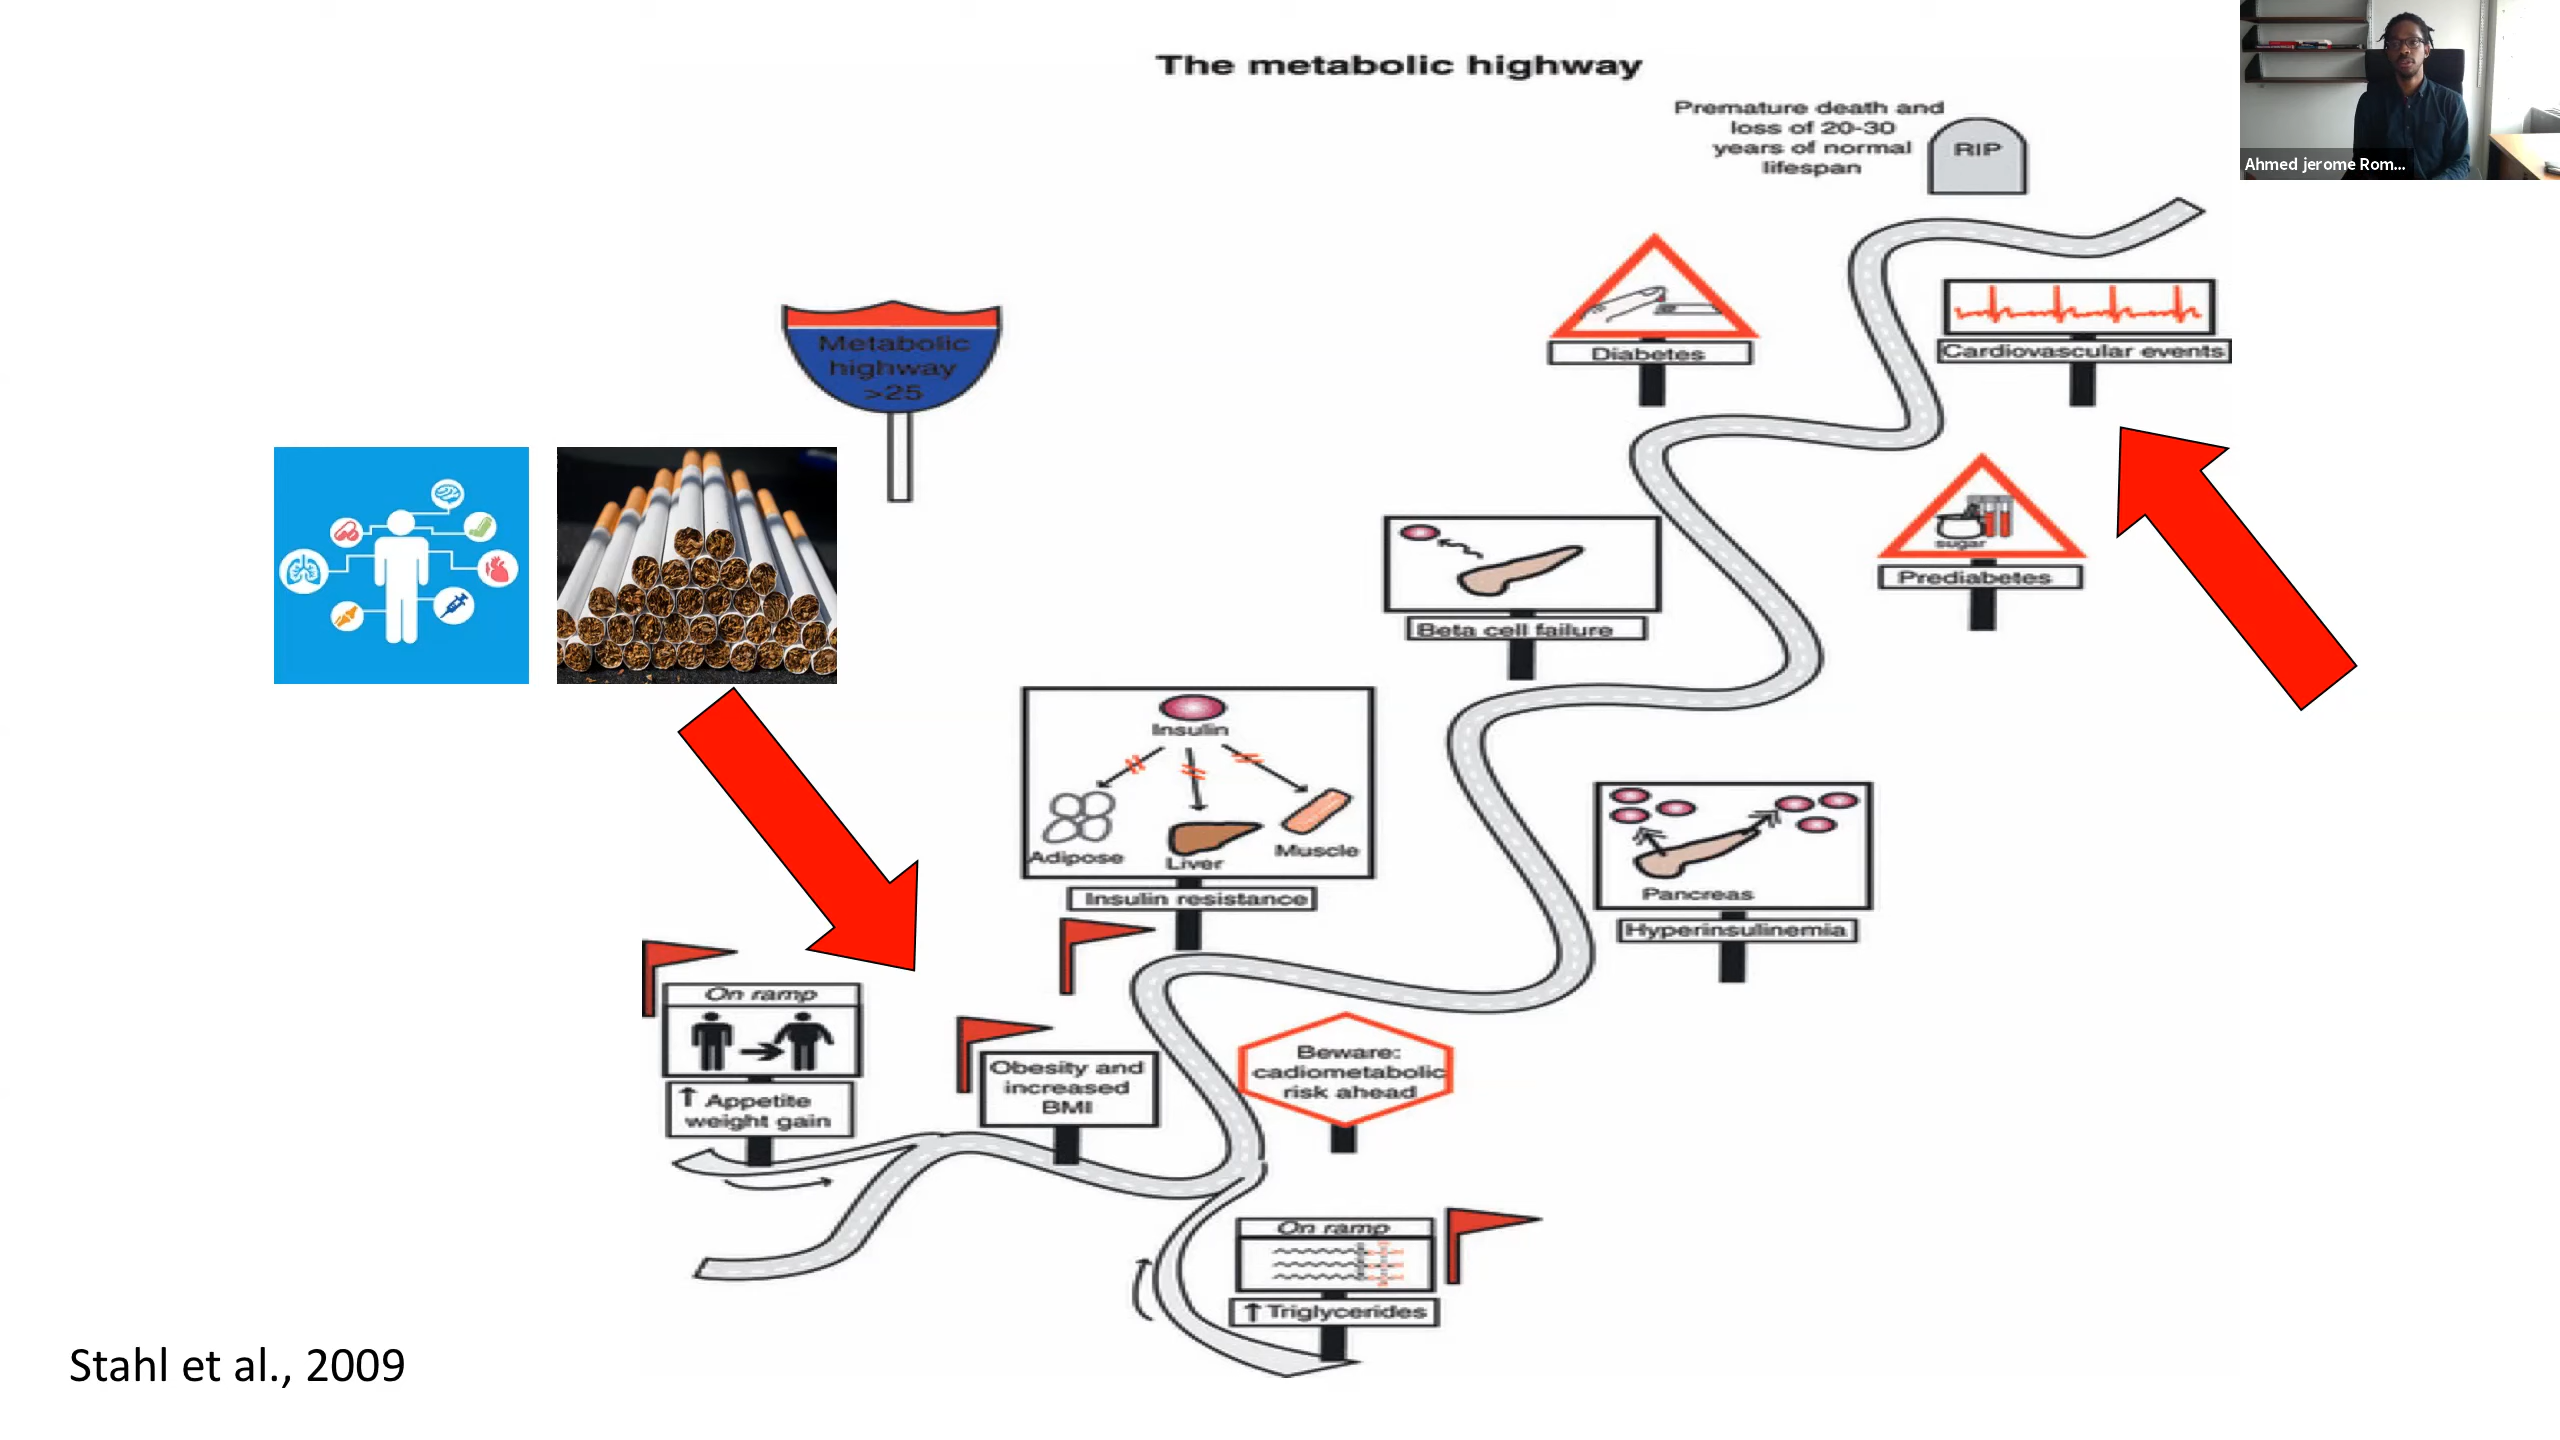 The metabolic highway
Premature death and
loss of 20-30
years of normal
lifespan
RIP
Ahmed jerome Rom...
Metabolic
highway
>25
Diabetes
Cardiovascular events
sugar
Prediabetes
Beta cell failure
Insulin
Adipose
Liver
Muscle
Insulin resistance
Pancreas
Hyperinsulinemia
On ramp
↑ Appetite
weight gain
Obesity and
increased
BMI
Beware:
cadiometabolic
risk ahead
On ramp
↑ Triglycerides
Stahl et al., 2009